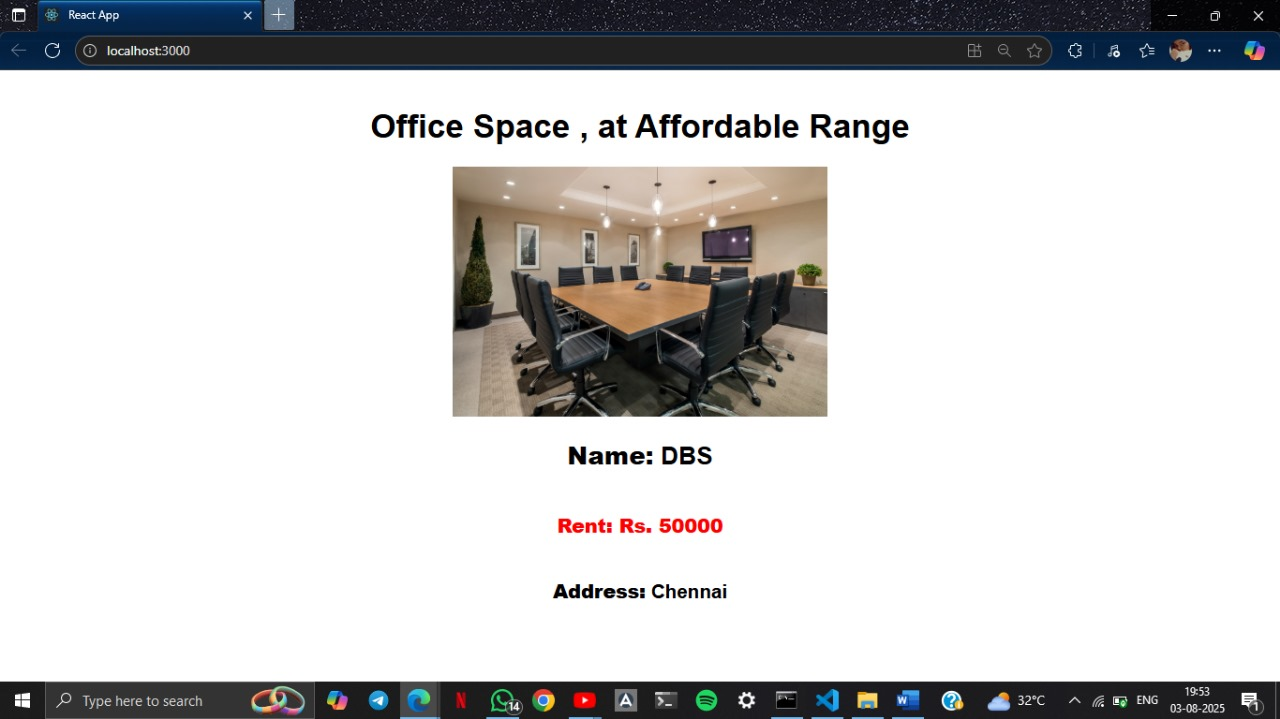 React App
localhost:3000
Office Space , at Affordable Range
Name: DBS
Rent: Rs. 50000
Address: Chennai
Type here to search
14
32°C
ENG
19:53
03-08-2025
1